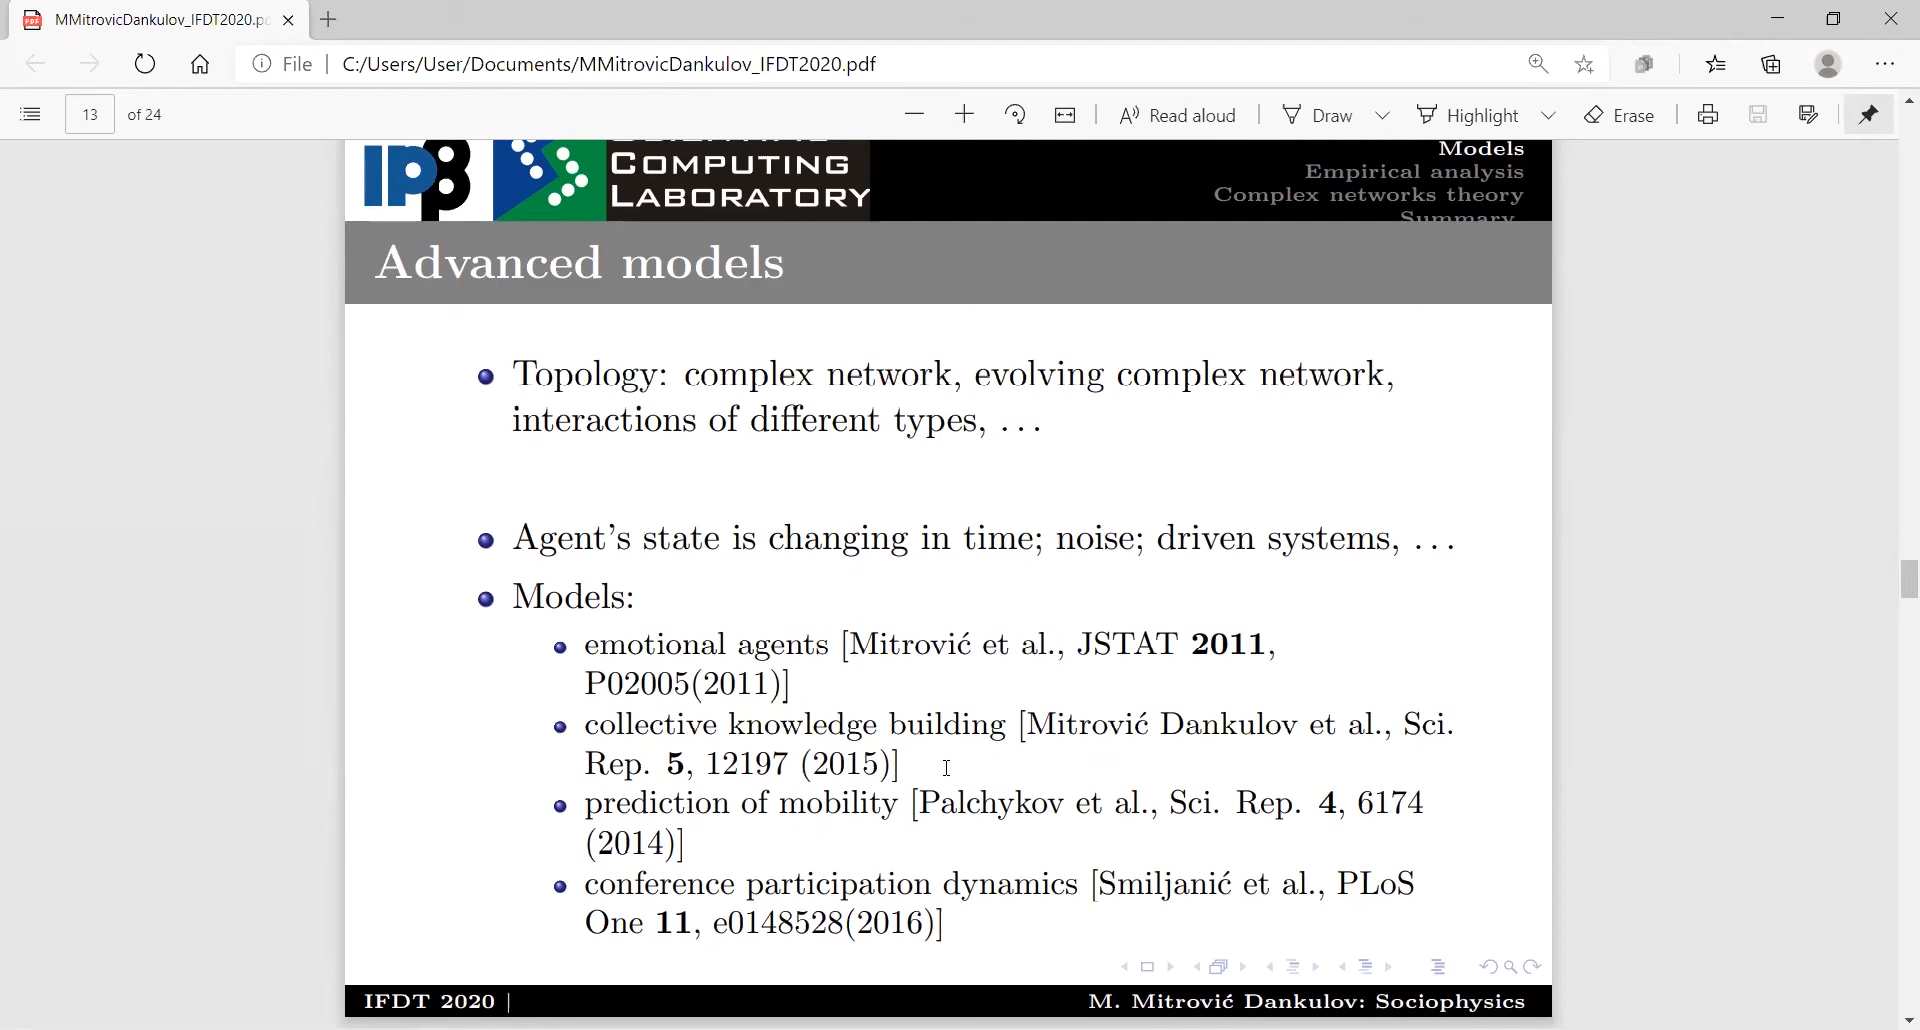 MMitrovicDankulov_IFDT2020.pd
File
C:/Users/User/Documents/MMitrovicDankulov_IFDT2020.pdf
13 of 24
Read aloud
Draw
Highlight
Erase
IPB
SCIENTIFIC
COMPUTING
LABORATORY
Models
Empirical analysis
Complex networks theory
Summary
Advanced models
Topology: complex network, evolving complex network,
interactions of different types, ...
Agent's state is changing in time; noise; driven systems, ...
Models:
emotional agents [Mitrović et al., JSTAT 2011,
P02005(2011)]
collective knowledge building [Mitrović Dankulov et al., Sci.
Rep. 5, 12197 (2015)]
prediction of mobility [Palchykov et al., Sci. Rep. 4, 6174
(2014)]
conference participation dynamics [Smiljanić et al., PLoS
One 11, e0148528(2016)]
IFDT 2020 |
M. Mitrović Dankulov: Sociophysics